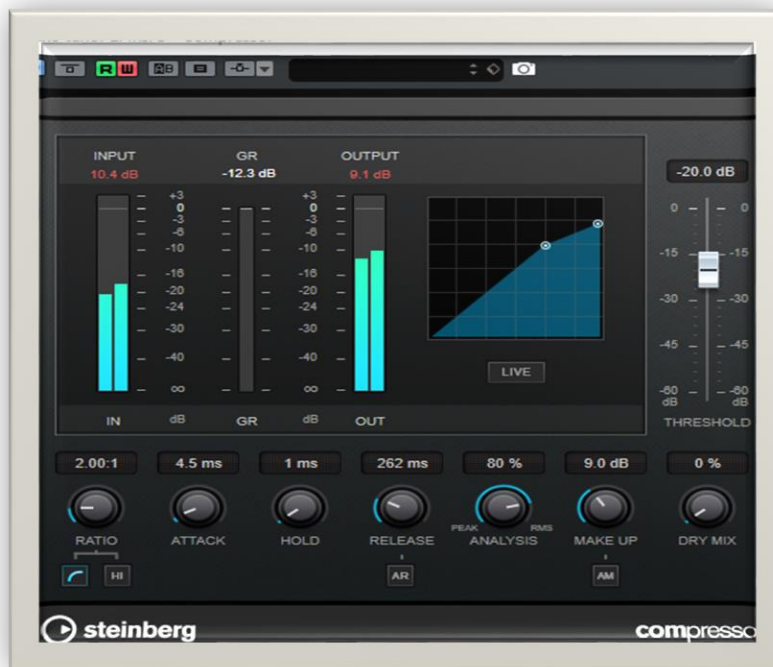 R W
INPUT GR OUTPUT
10.4 dB -12.3 dB 9.1 dB
-20.0 dB
+3 +3
0 0
-3 -3
-6 -6
-10 -10
-16 -16
-20 -20
-24 -24
-30 -30
-40 -40
∞ ∞
IN dB GR dB OUT
LIVE
0 0
-15 -15
-30 -30
-45 -45
-60 -60
dB dB
THRESHOLD
2.00:1 4.5 ms 1 ms 262 ms 80 % 9.0 dB 0 %
PEAK RMS
RATIO ATTACK HOLD RELEASE ANALYSIS MAKE UP DRY MIX
HI AR AM
steinberg compresso